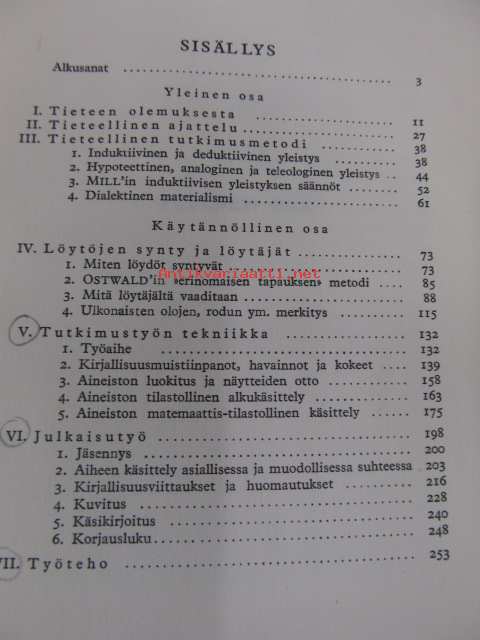 SISÄLLYS
Alkusanat ........................................ 3
Yleinen osa
I. Tieteen olemuksesta .................... 11
II. Tieteellinen ajattelu .................... 27
III. Tieteellinen tutkimusmetodi ........... 38
1. Induktiivinen ja deduktiivinen yleistys ......... 38
2. Hypoteettinen, analoginen ja teleologinen yleistys .. 44
3. MILL'in induktiivisen yleistyksen säännöt ........ 52
4. Dialektinen materialismi .................... 61
Käytännöllinen osa
IV. Löytöjen synty ja löytäjät .............. 73
1. Miten löydöt syntyvät .................... 73
Antikvariaatti.net
2. OSTWALD'in »erinomaisen tapauksen» metodi ..... 85
3. Mitä löytäjältä vaaditaan .................. 88
4. Ulkonaisten olojen, rodun ym. merkitys ........ 115
V. Tutkimustyön tekniikka ................ 132
1. Työaihe ........................... 132
2. Kirjallisuusmuistiinpanot, havainnot ja kokeet .... 139
3. Aineiston luokitus ja näytteiden otto ......... 158
4. Aineiston tilastollinen alkukäsittely .......... 163
5. Aineiston matemaattis-tilastollinen käsittely ...... 175
VI. Julkaisutyö ......................... 198
1. Jäsennys ........................... 200
2. Aiheen käsittely asiallisessa ja muodollisessa suhteessa 203
3. Kirjallisuusviittaukset ja huomautukset ......... 216
4. Kuvitus ............................ 228
5. Käsikirjoitus ........................ 240
6. Korjausluku ......................... 248
VII. Työteho ........................... 253